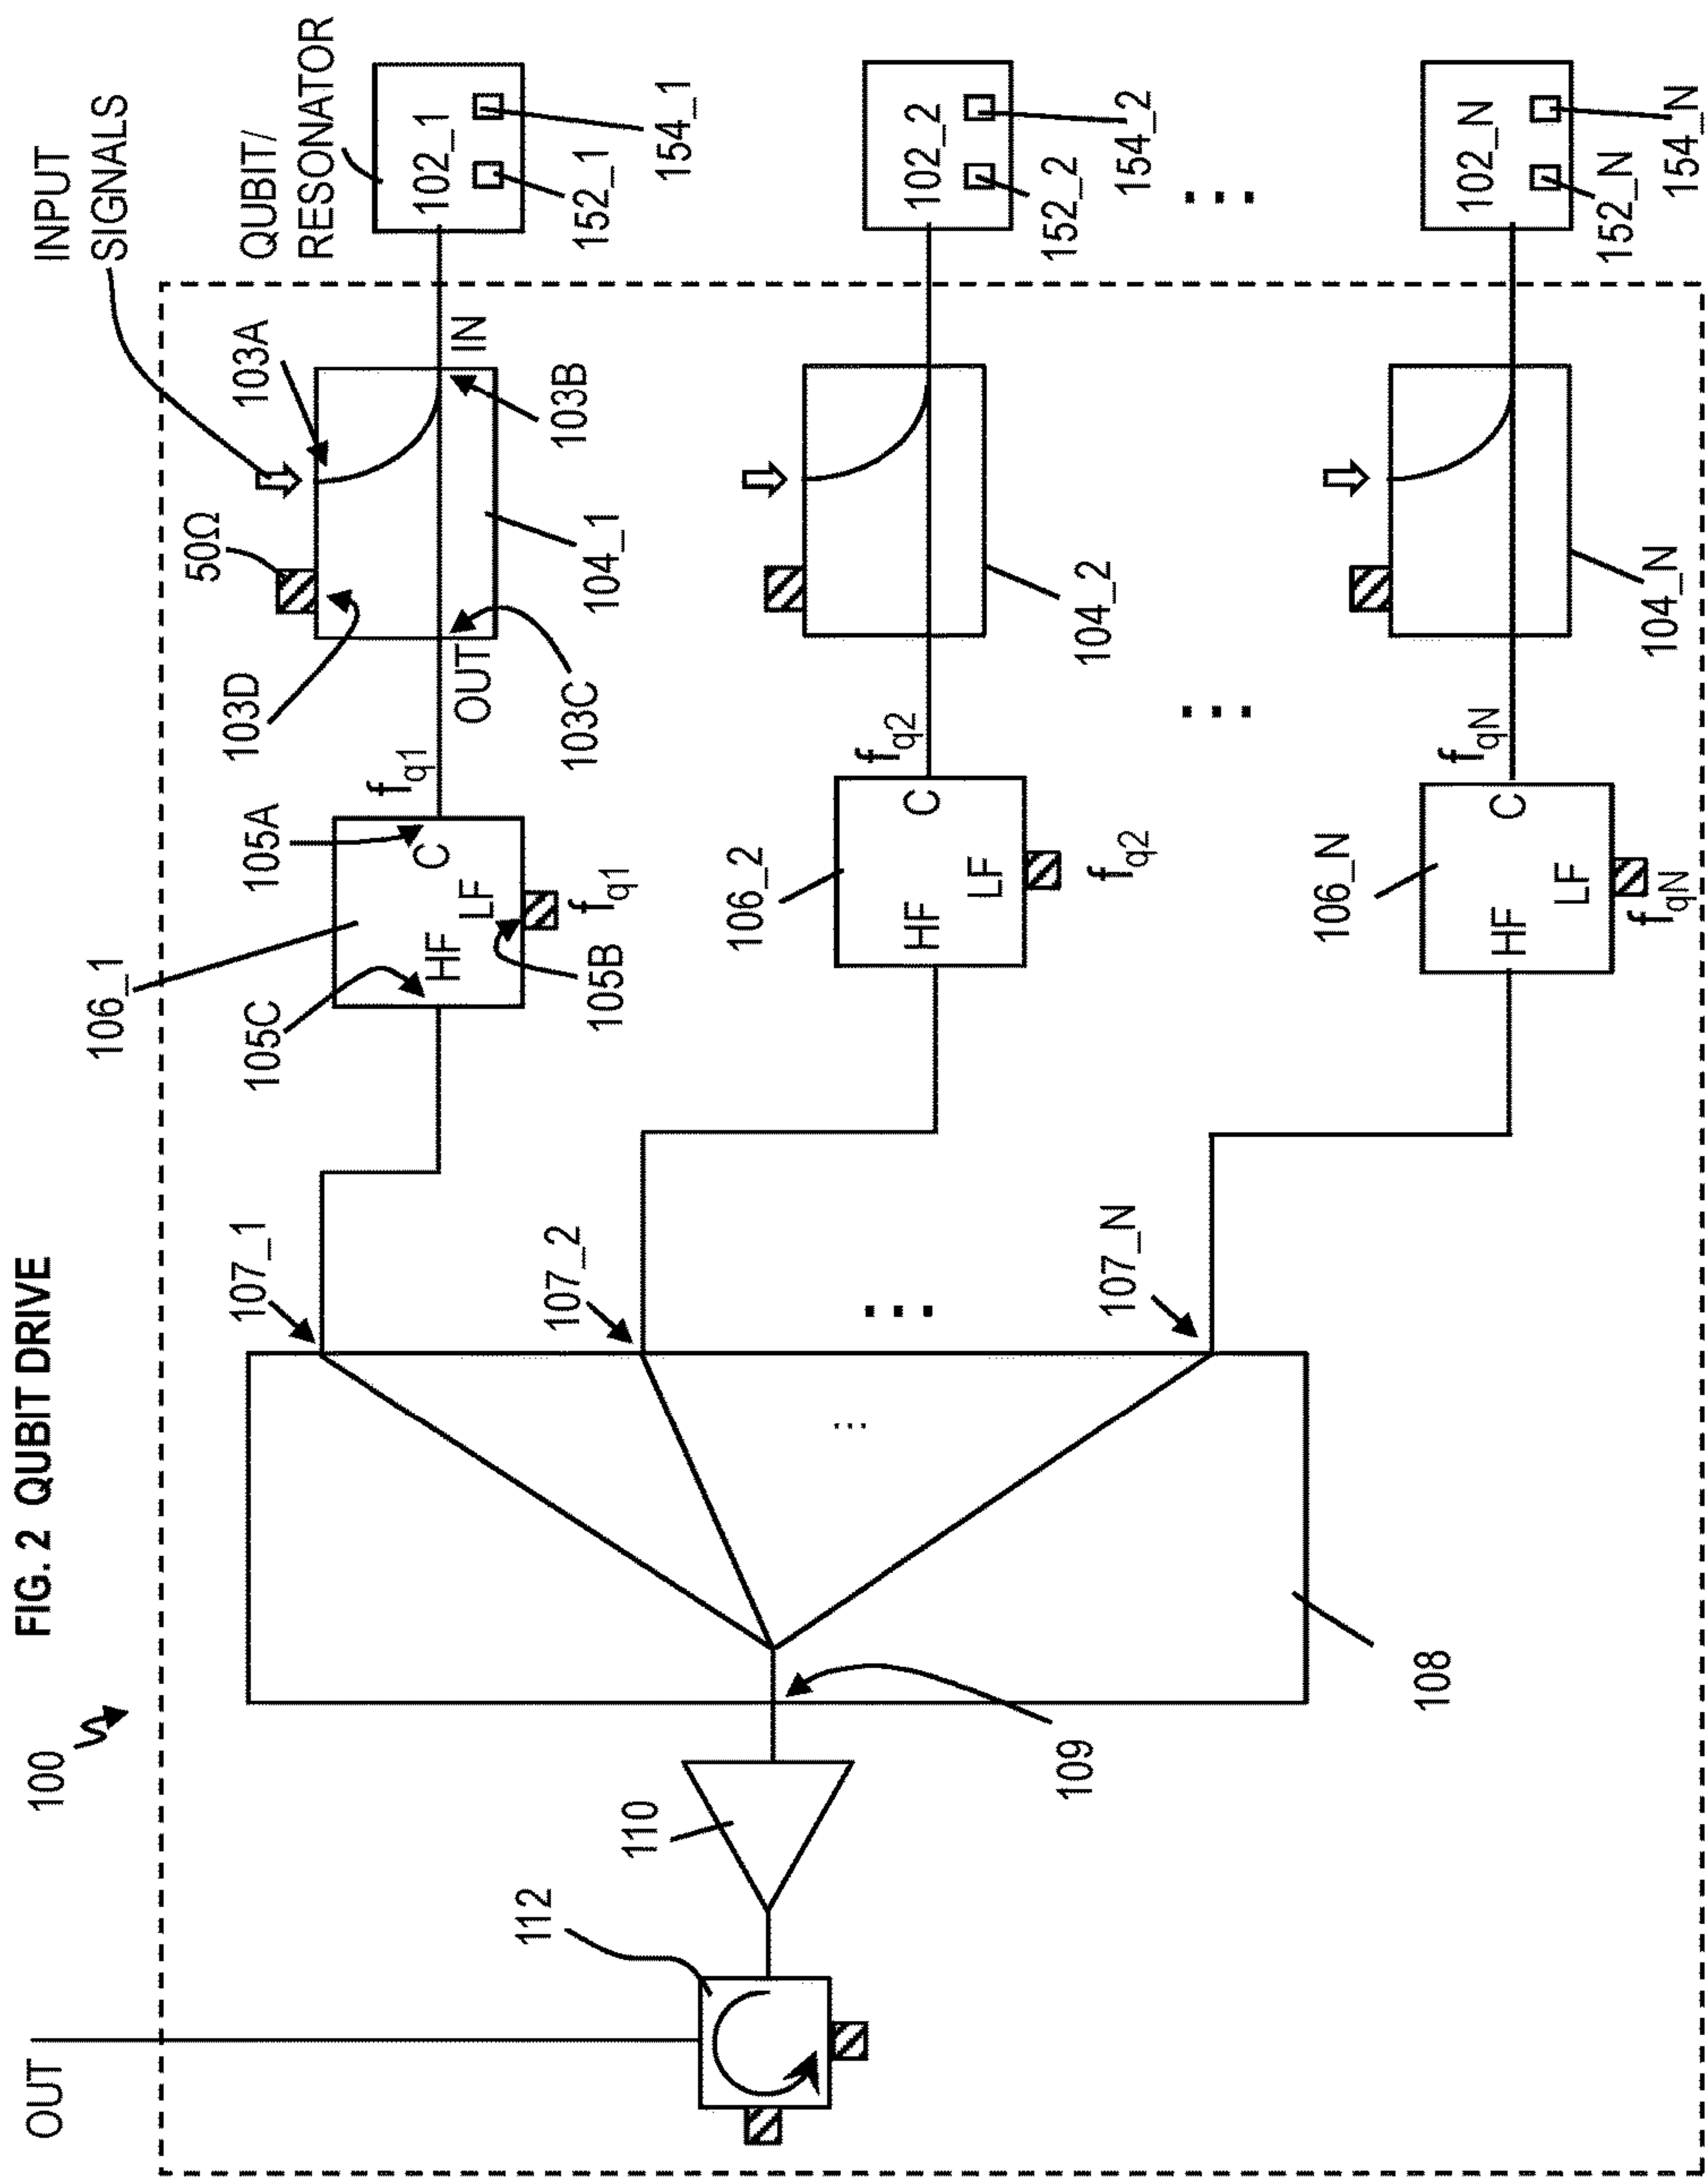 FIG. 2 QUBIT DRIVE
100
INPUT
SIGNALS
QUBIT/
RESONATOR
OUT
112
110
109
108
107_1
107_2
107_N
106_1
105C
HF
105A
C
LF
105B
f_q1
f_q1
103D
50Ω
103A
OUT
103C
104_1
IN
103B
102_1
152_1
154_1
106_2
HF
C
LF
f_q2
f_q2
104_2
102_2
152_2
154_2
106_N
HF
C
LF
f_qN
f_qN
104_N
102_N
152_N
154_N